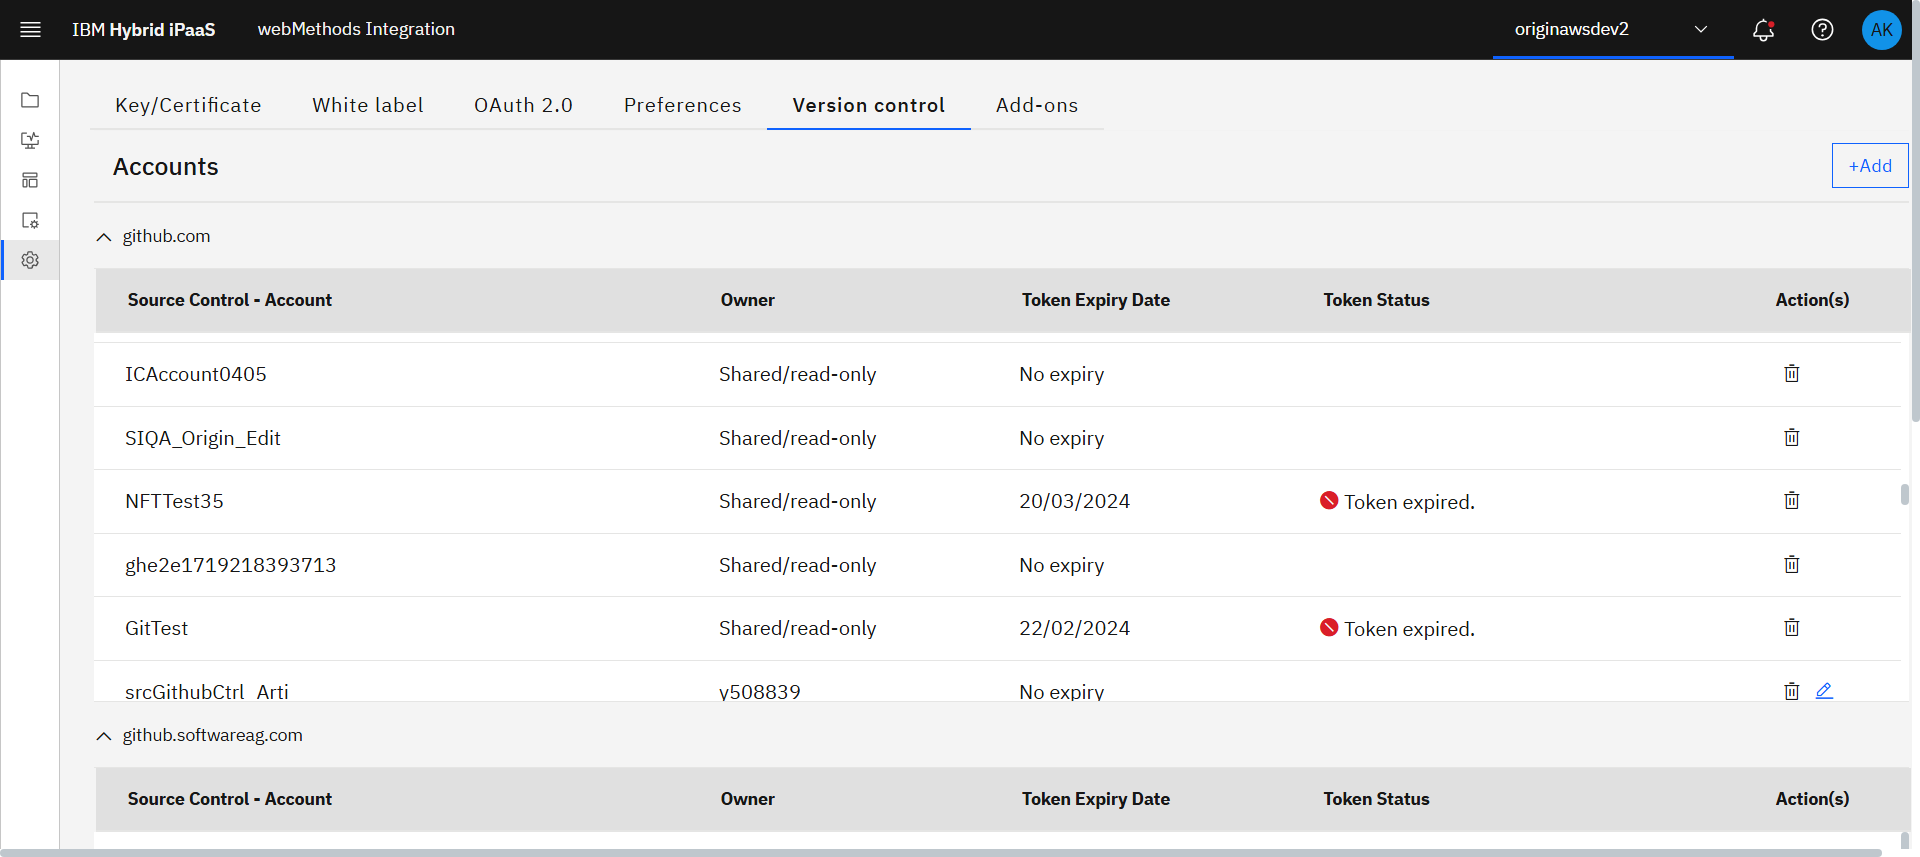 IBM Hybrid iPaaS webMethods Integration originawsdev2 AK
Key/Certificate White label OAuth 2.0 Preferences Version control Add-ons
Accounts +Add
github.com
Source Control - Account Owner Token Expiry Date Token Status Action(s)
ICAccount0405 Shared/read-only No expiry
SIQA_Origin_Edit Shared/read-only No expiry
NFTTest35 Shared/read-only 20/03/2024 Token expired.
ghe2e1719218393713 Shared/read-only No expiry
GitTest Shared/read-only 22/02/2024 Token expired.
srcGithubCtrl_Arti y508839 No expiry
github.softwareag.com
Source Control - Account Owner Token Expiry Date Token Status Action(s)